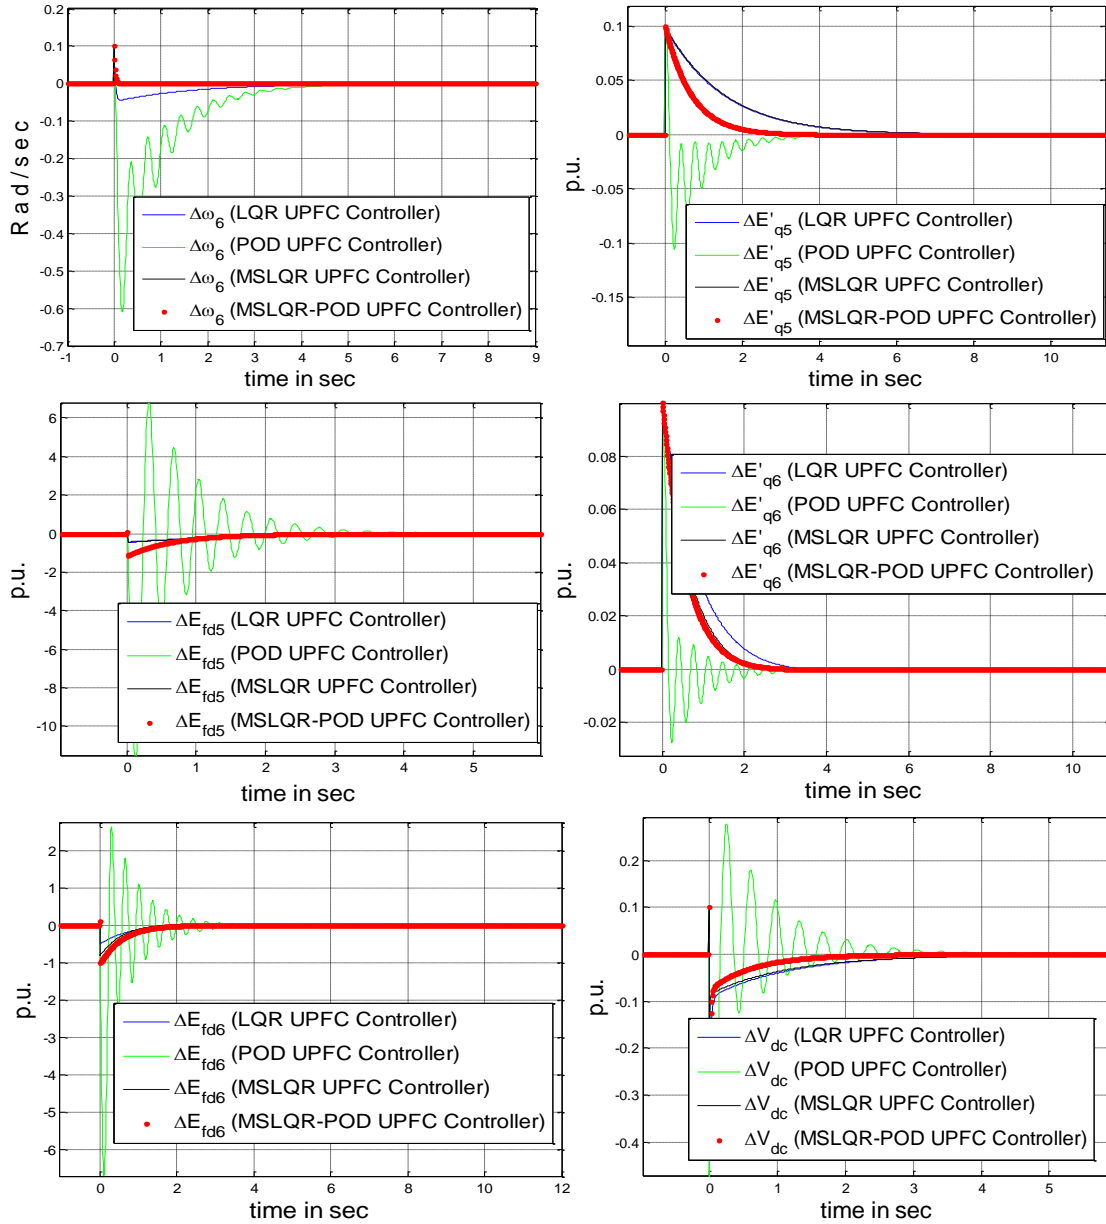 0.2
0.1
0
-0.1
-0.2
-0.3
-0.4
-0.5
-0.6
-0.7
-1 0 1 2 3 4 5 6 7 8 9
Rad/sec
time in sec
Δω6 (LQR UPFC Controller)
Δω6 (POD UPFC Controller)
Δω6 (MSLQR UPFC Controller)
Δω6 (MSLQR-POD UPFC Controller)
0.1
0.05
0
-0.05
-0.1
-0.15
0 2 4 6 8 10
p.u.
time in sec
ΔE'q5 (LQR UPFC Controller)
ΔE'q5 (POD UPFC Controller)
ΔE'q5 (MSLQR UPFC Controller)
ΔE'q5 (MSLQR-POD UPFC Controller)
6
4
2
0
-2
-4
-6
-8
-10
0 1 2 3 4 5
p.u.
time in sec
ΔEfd5 (LQR UPFC Controller)
ΔEfd5 (POD UPFC Controller)
ΔEfd5 (MSLQR UPFC Controller)
ΔEfd5 (MSLQR-POD UPFC Controller)
0.08
0.06
0.04
0.02
0
-0.02
0 2 4 6 8 10
p.u.
time in sec
ΔE'q6 (LQR UPFC Controller)
ΔE'q6 (POD UPFC Controller)
ΔE'q6 (MSLQR UPFC Controller)
ΔE'q6 (MSLQR-POD UPFC Controller)
2
1
0
-1
-2
-3
-4
-5
-6
0 2 4 6 8 10 12
p.u.
time in sec
ΔEfd6 (LQR UPFC Controller)
ΔEfd6 (POD UPFC Controller)
ΔEfd6 (MSLQR UPFC Controller)
ΔEfd6 (MSLQR-POD UPFC Controller)
0.2
0.1
0
-0.1
-0.2
-0.3
-0.4
0 1 2 3 4 5
p.u.
time in sec
ΔVdc (LQR UPFC Controller)
ΔVdc (POD UPFC Controller)
ΔVdc (MSLQR UPFC Controller)
ΔVdc (MSLQR-POD UPFC Controller)